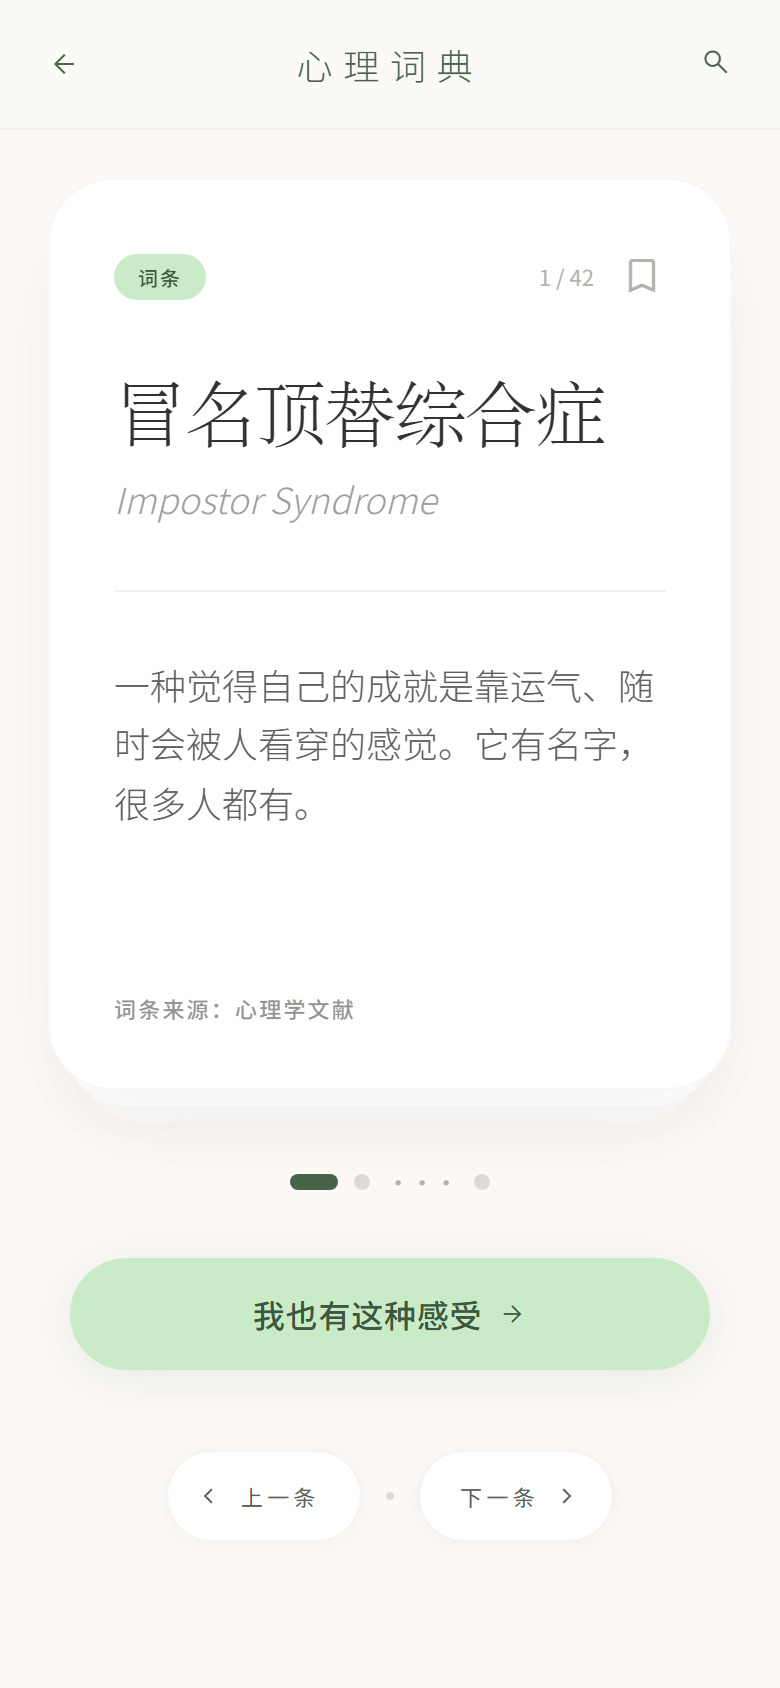 心理词典
词条
1 / 42
冒名顶替综合症
Impostor Syndrome
一种觉得自己的成就是靠运气、随
时会被人看穿的感觉。它有名字，
很多人都有。
词条来源：心理学文献
我也有这种感受
上一条
下一条